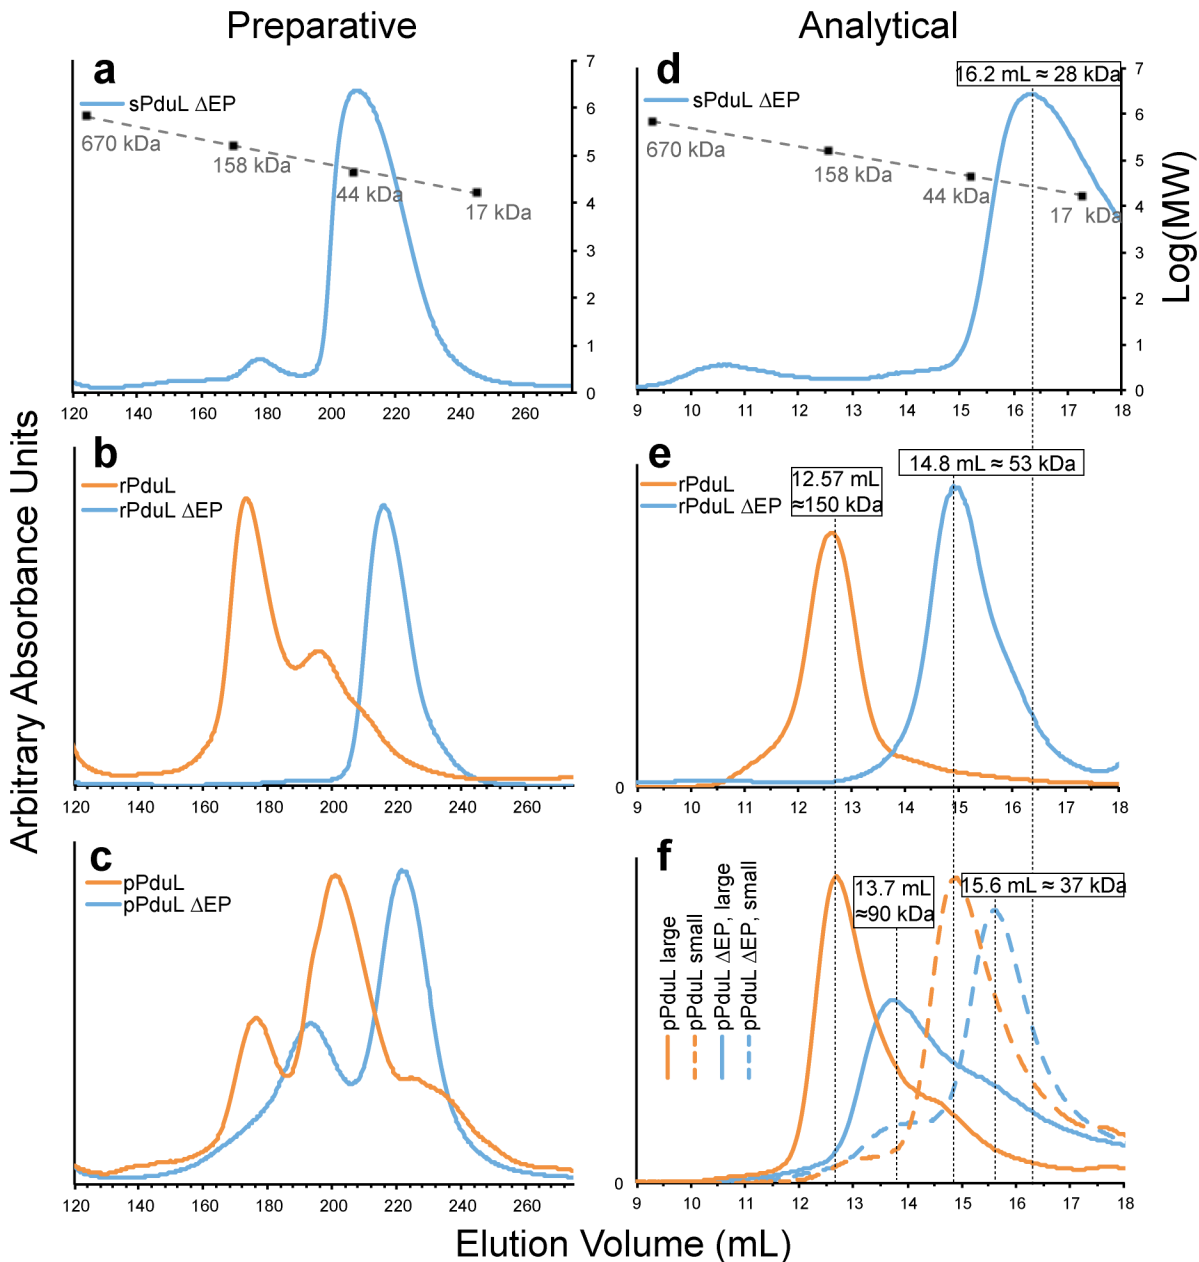 Preparative
Analytical
a
sPduL ΔEP
670 kDa
158 kDa
44 kDa
17 kDa
7
6
5
4
3
2
1
0
120 140 160 180 200 220 240 260
d
16.2 mL ≈ 28 kDa
sPduL ΔEP
670 kDa
158 kDa
44 kDa
17 kDa
7
6
5
4
3
2
1
0
Log(MW)
9 10 11 12 13 14 15 16 17 18
Arbitrary Absorbance Units
b
rPduL
rPduL ΔEP
120 140 160 180 200 220 240 260
e
rPduL
rPduL ΔEP
12.57 mL
≈150 kDa
14.8 mL ≈ 53 kDa
0
9 10 11 12 13 14 15 16 17 18
c
pPduL
pPduL ΔEP
120 140 160 180 200 220 240 260
f
13.7 mL
≈90 kDa
15.6 mL ≈ 37 kDa
pPduL large
pPduL small
pPduL ΔEP, large
pPduL ΔEP, small
0
9 10 11 12 13 14 15 16 17 18
Elution Volume (mL)